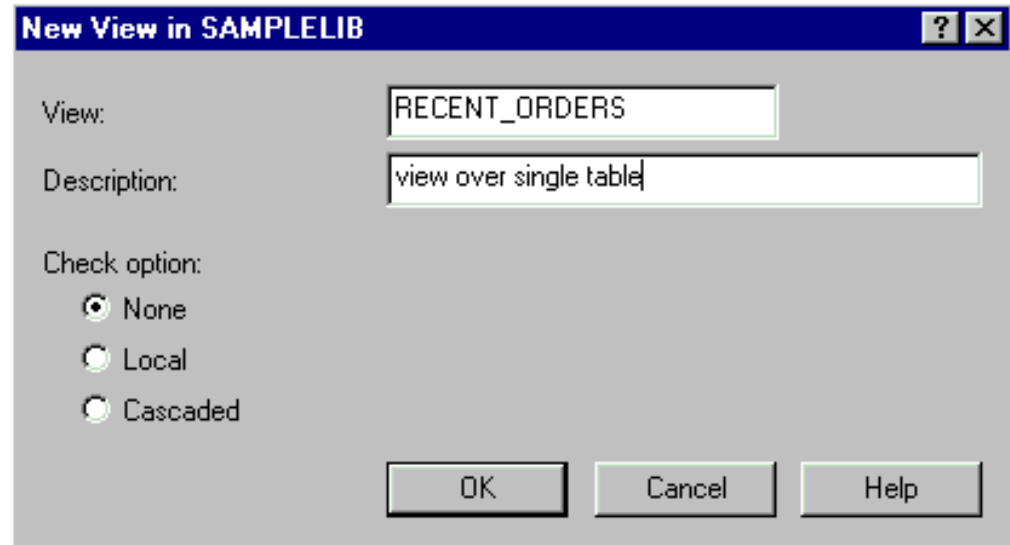 New View in SAMPLELIB
View: RECENT_ORDERS
Description: view over single table
Check option:
None
Local
Cascaded
OK Cancel Help